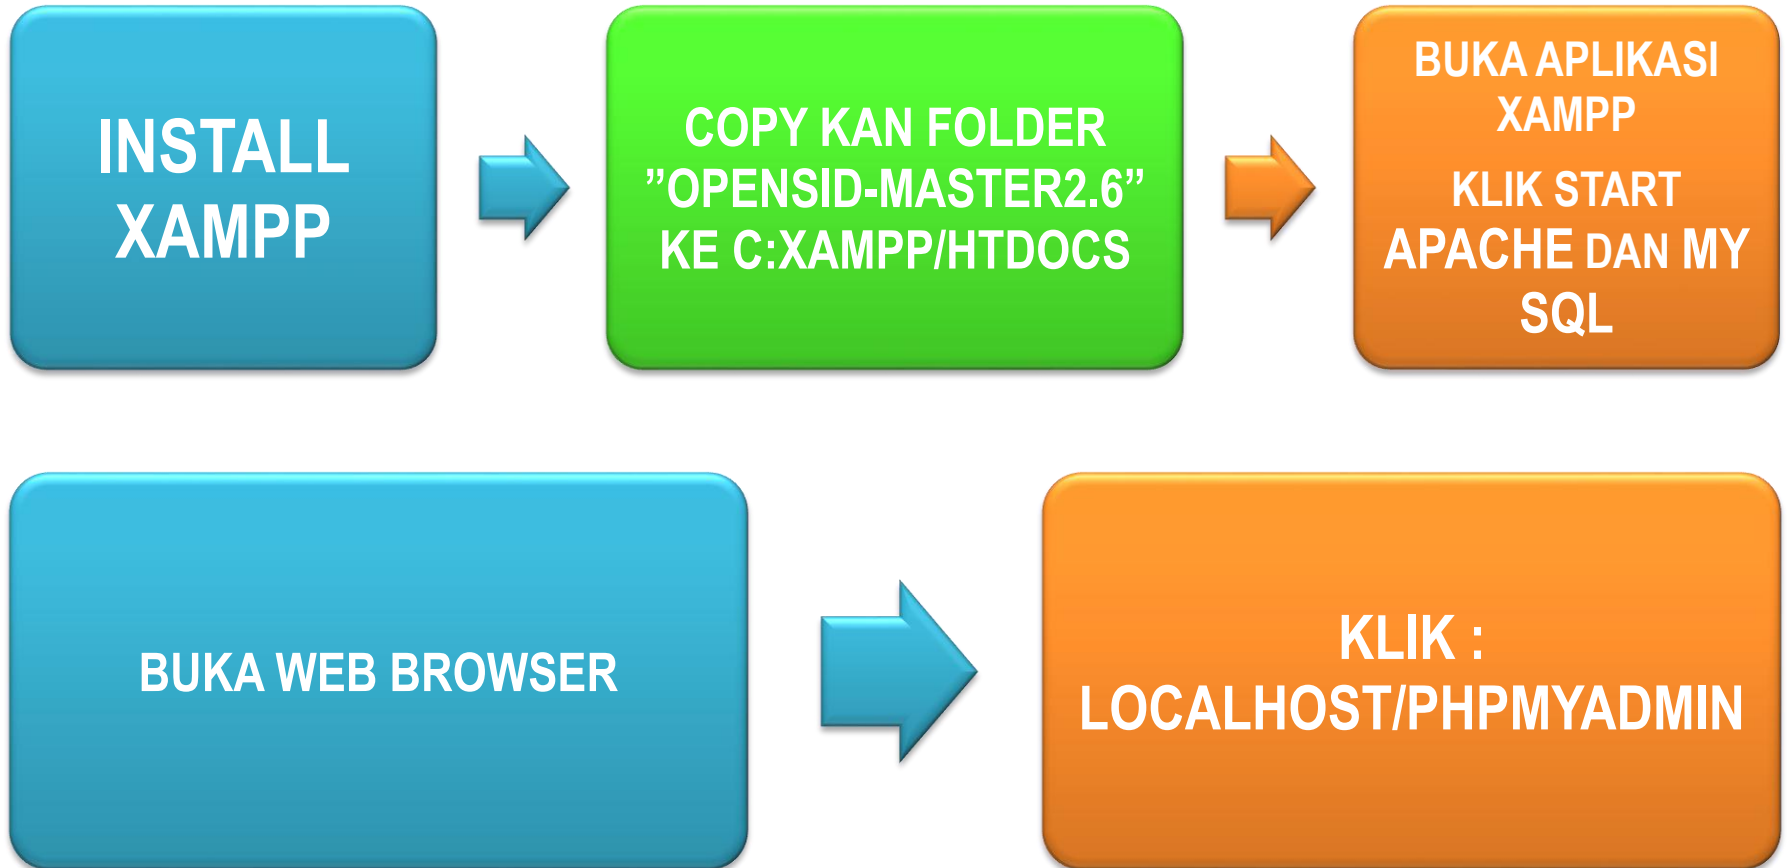 INSTALL
XAMPP
COPY KAN FOLDER
”OPENSID-MASTER2.6”
KE C:XAMPP/HTDOCS
BUKA APLIKASI
XAMPP
KLIK START
APACHE DAN MY
SQL
BUKA WEB BROWSER
KLIK :
LOCALHOST/PHPMYADMIN